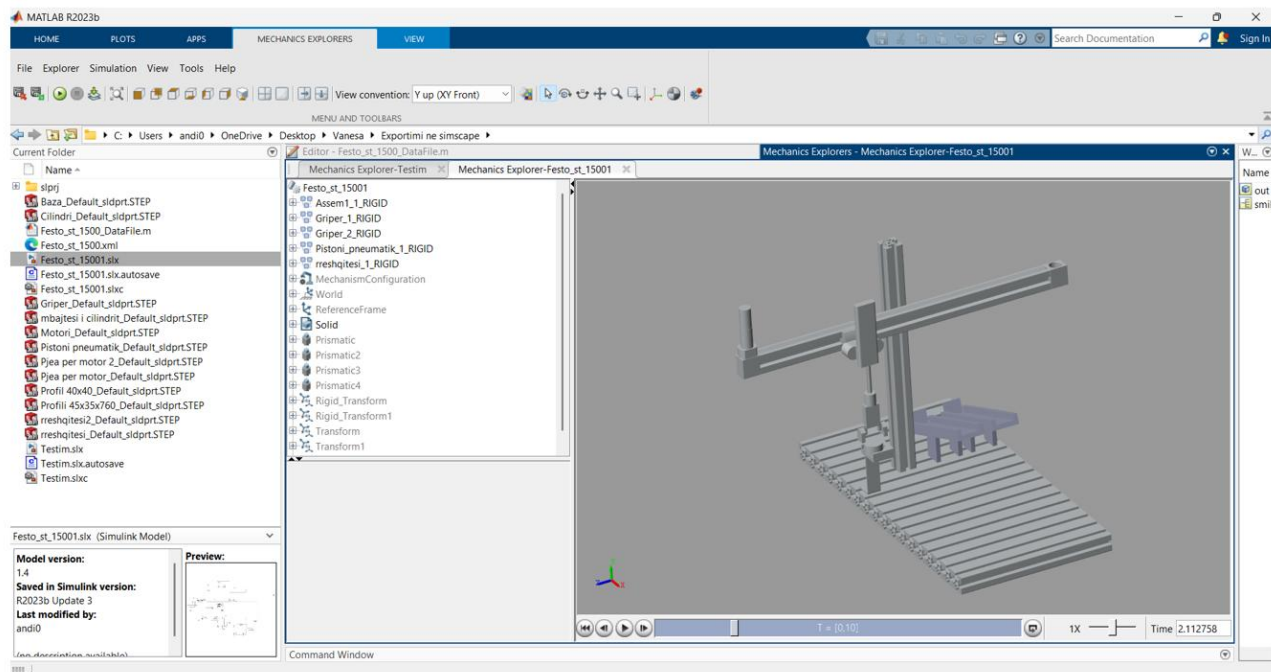 MATLAB R2023b
HOME PLOTS APPS MECHANICS EXPLORERS VIEW
Search Documentation Sign In
File Explorer Simulation View Tools Help
View convention: Y up (XY Front)
MENU AND TOOLBARS
C: Users andi0 OneDrive Desktop Vanesa Exportimi ne simscape
Current Folder
Name
slprj
Baza_Default_sldprt.STEP
Cilindri_Default_sldprt.STEP
Festo_st_1500_DataFile.m
Festo_st_1500.xml
Festo_st_15001.slx
Festo_st_15001.slx.autosave
Festo_st_15001.slxc
Griper_Default_sldprt.STEP
mbajtesi i cilindrit_Default_sldprt.STEP
Motori_Default_sldprt.STEP
Pistoni pneumatik_Default_sldprt.STEP
Pjea per motor 2_Default_sldprt.STEP
Pjea per motor_Default_sldprt.STEP
Profil 40x40_Default_sldprt.STEP
Profili 45x35x760_Default_sldprt.STEP
rreshqitesi2_Default_sldprt.STEP
rreshqitesi_Default_sldprt.STEP
Testim.slx
Testim.slx.autosave
Testim.slxc
Festo_st_15001.slx (Simulink Model)
Model version:
1.4
Saved in Simulink version:
R2023b Update 3
Last modified by:
andi0
(no description available)
Preview:
Editor - Festo_st_1500_DataFile.m
Mechanics Explorers - Mechanics Explorer-Festo_st_15001
Mechanics Explorer-Testim Mechanics Explorer-Festo_st_15001
Festo_st_15001
Assem1_1_RIGID
Griper_1_RIGID
Griper_2_RIGID
Pistoni_pneumatik_1_RIGID
rreshqitesi_1_RIGID
MechanismConfiguration
World
ReferenceFrame
Solid
Prismatic
Prismatic2
Prismatic3
Prismatic4
Rigid_Transform
Rigid_Transform1
Transform
Transform1
T = [0,10]
1X
Time 2.112758
Command Window
W...
Name
out
smi